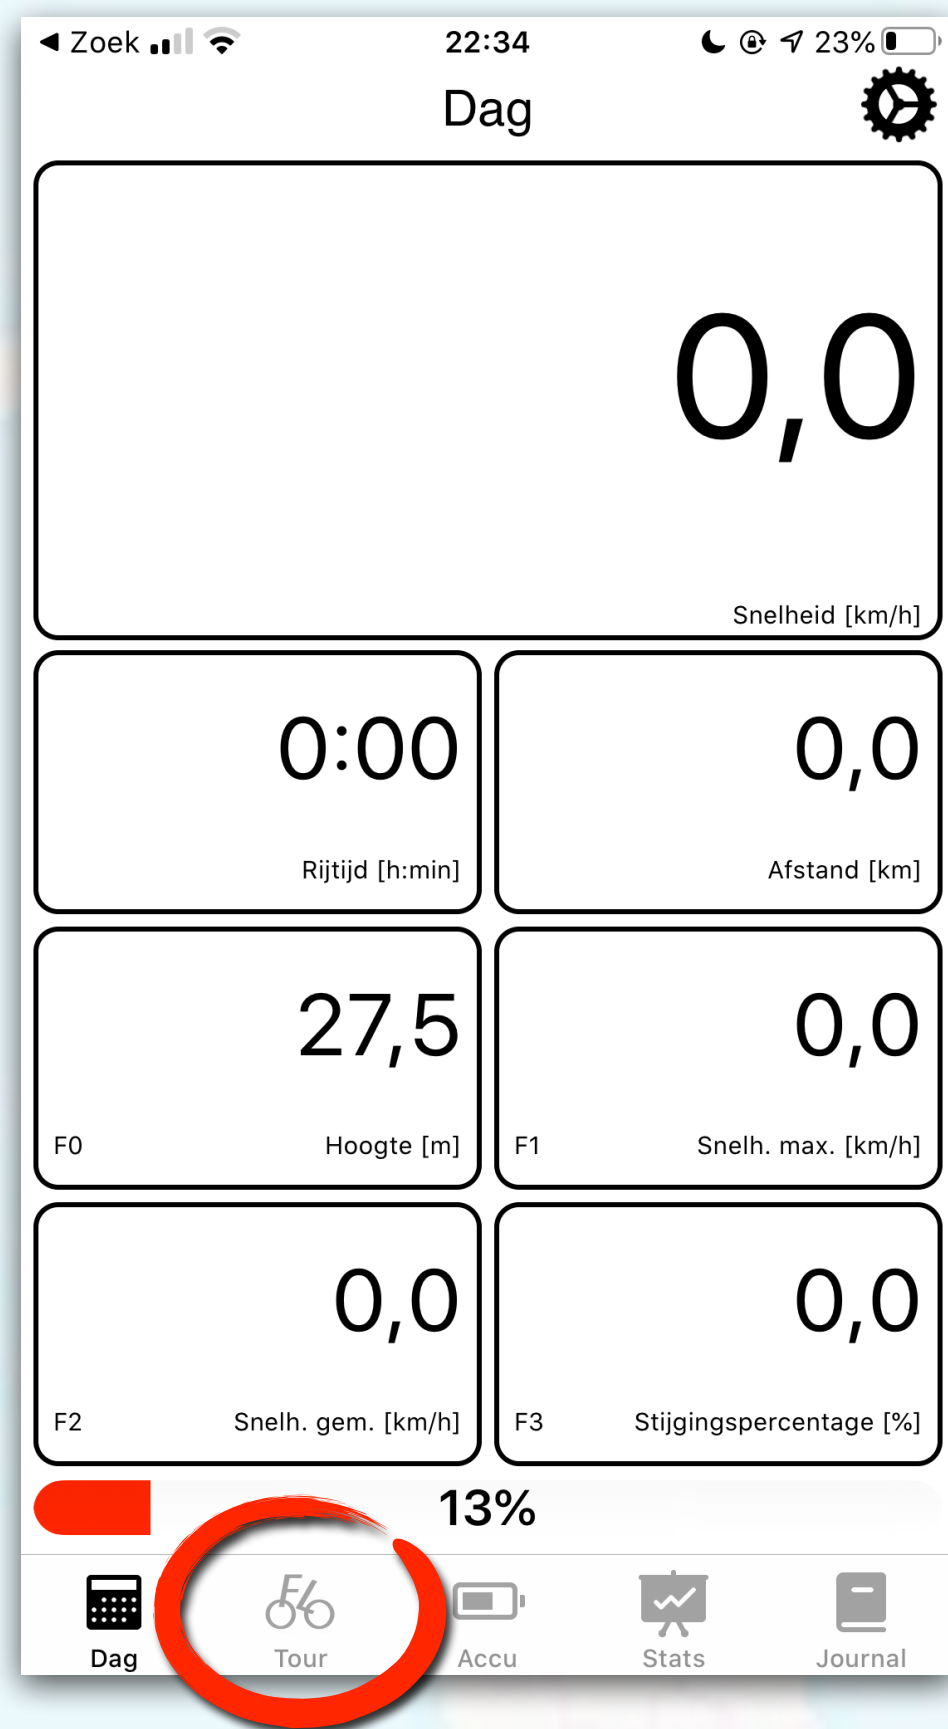 Zoek 22:34 23%
Dag
0,0
Snelheid [km/h]
0:00
Rijtijd [h:min]
0,0
Afstand [km]
27,5
F0 Hoogte [m]
0,0
F1 Snelh. max. [km/h]
0,0
F2 Snelh. gem. [km/h]
0,0
F3 Stijgingspercentage [%]
13%
Dag Tour Accu Stats Journal